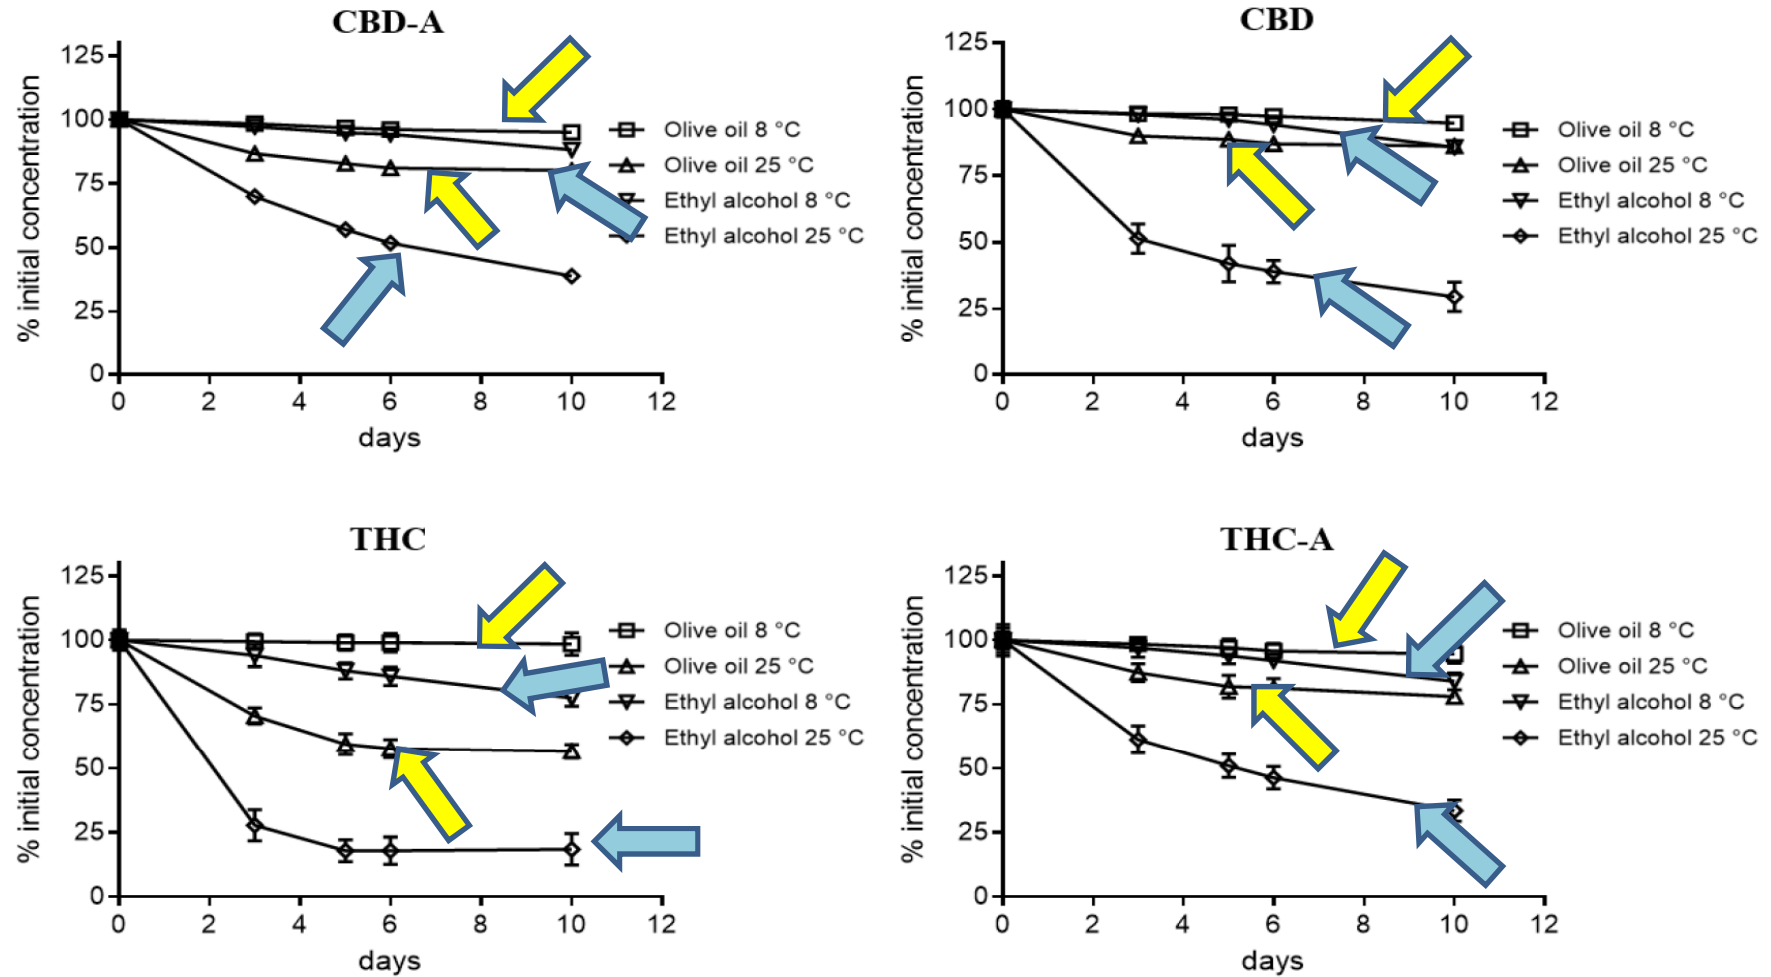 CBD-A
% initial concentration
125
100
75
50
25
0
0 2 4 6 8 10 12
days
Olive oil 8 °C
Olive oil 25 °C
Ethyl alcohol 8 °C
Ethyl alcohol 25 °C
CBD
% initial concentration
125
100
75
50
25
0
0 2 4 6 8 10 12
days
Olive oil 8 °C
Olive oil 25 °C
Ethyl alcohol 8 °C
Ethyl alcohol 25 °C
THC
% initial concentration
125
100
75
50
25
0
0 2 4 6 8 10 12
days
Olive oil 8 °C
Olive oil 25 °C
Ethyl alcohol 8 °C
Ethyl alcohol 25 °C
THC-A
% initial concentration
125
100
75
50
25
0
0 2 4 6 8 10 12
days
Olive oil 8 °C
Olive oil 25 °C
Ethyl alcohol 8 °C
Ethyl alcohol 25 °C